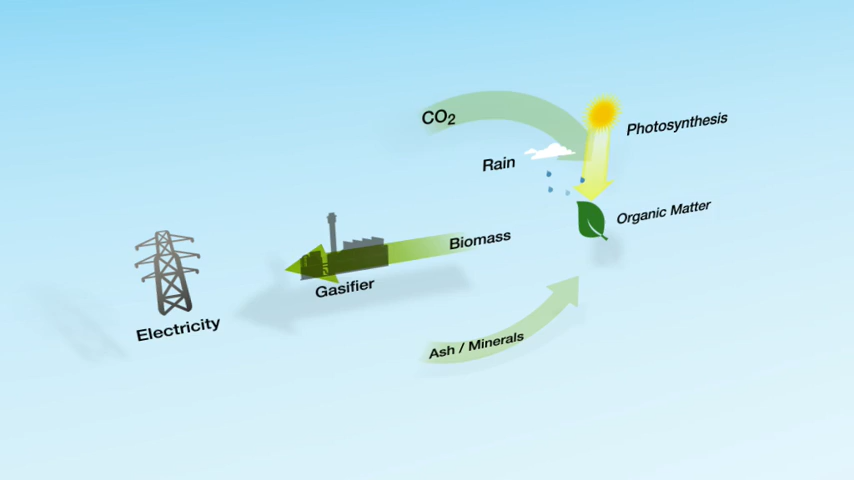 CO₂
Photosynthesis
Rain
Organic Matter
Biomass
Gasifier
Electricity
Ash / Minerals